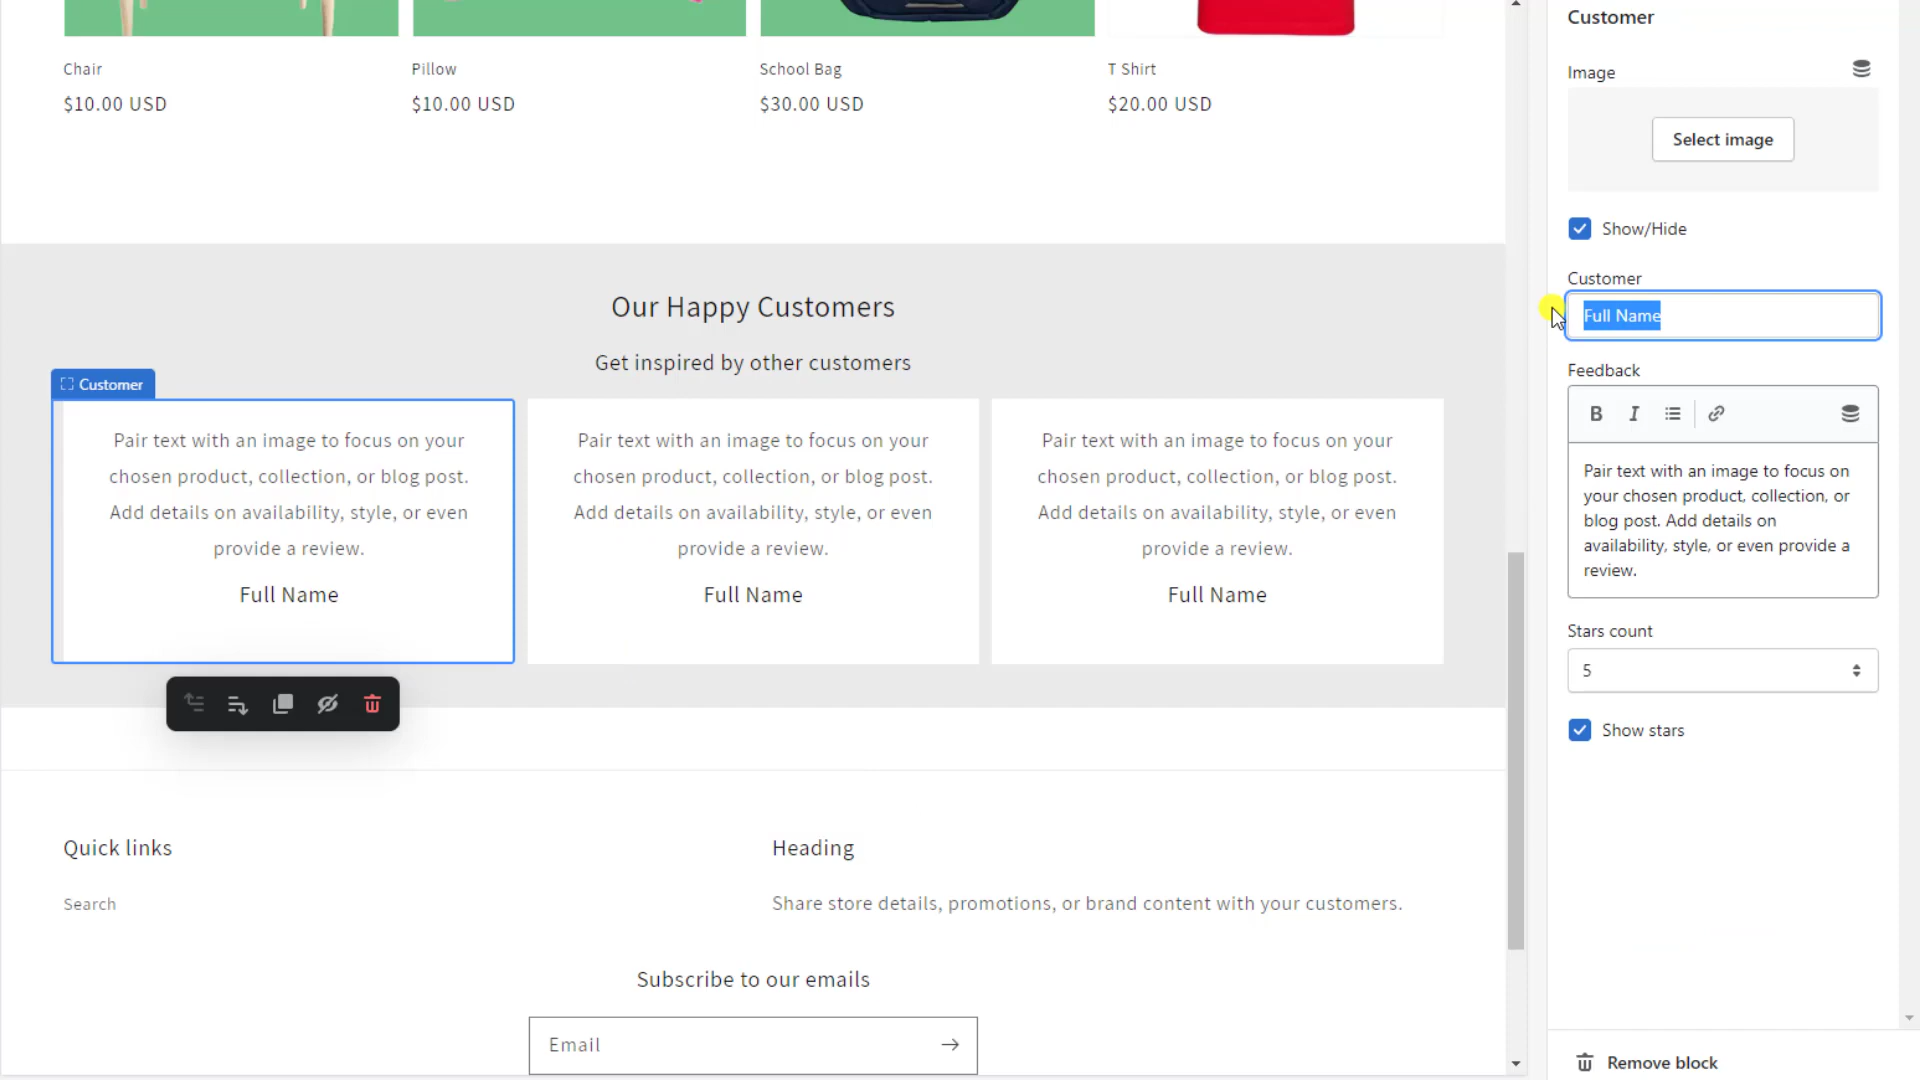 Chair
$10.00 USD
Pillow
$10.00 USD
School Bag
$30.00 USD
T Shirt
$20.00 USD
Our Happy Customers
Get inspired by other customers
Customer
Pair text with an image to focus on your
chosen product, collection, or blog post.
Add details on availability, style, or even
provide a review.
Full Name
Pair text with an image to focus on your
chosen product, collection, or blog post.
Add details on availability, style, or even
provide a review.
Full Name
Pair text with an image to focus on your
chosen product, collection, or blog post.
Add details on availability, style, or even
provide a review.
Full Name
Quick links
Search
Heading
Share store details, promotions, or brand content with your customers.
Subscribe to our emails
Email
Customer
Image
Select image
Show/Hide
Customer
Full Name
Feedback
B I
Pair text with an image to focus on
your chosen product, collection, or
blog post. Add details on
availability, style, or even provide a
review.
Stars count
5
Show stars
Remove block